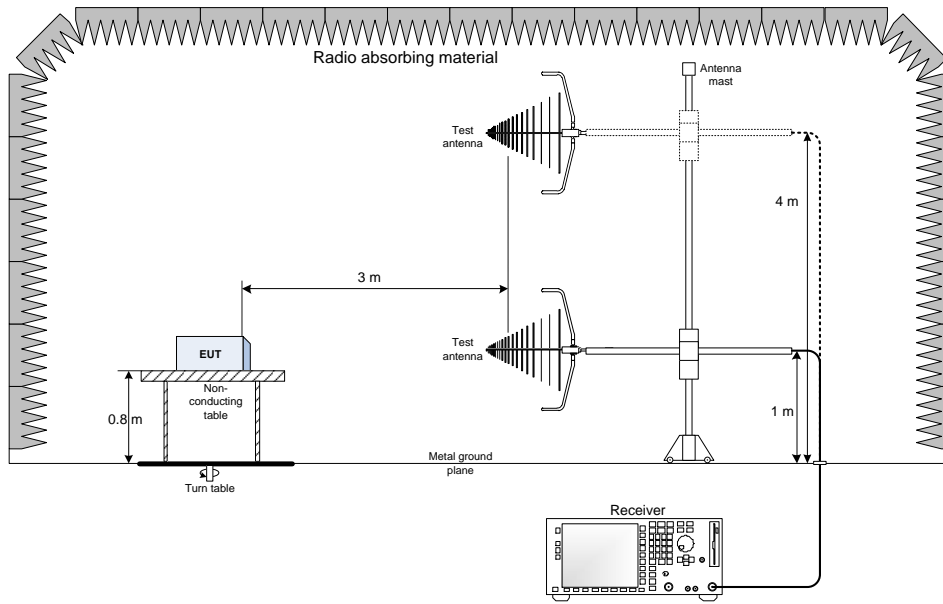 Radio absorbing material
Antenna
mast
Test
antenna
4 m
3 m
Test
antenna
EUT
Non-
conducting
table
0.8 m
1 m
Metal ground
plane
Turn table
Receiver